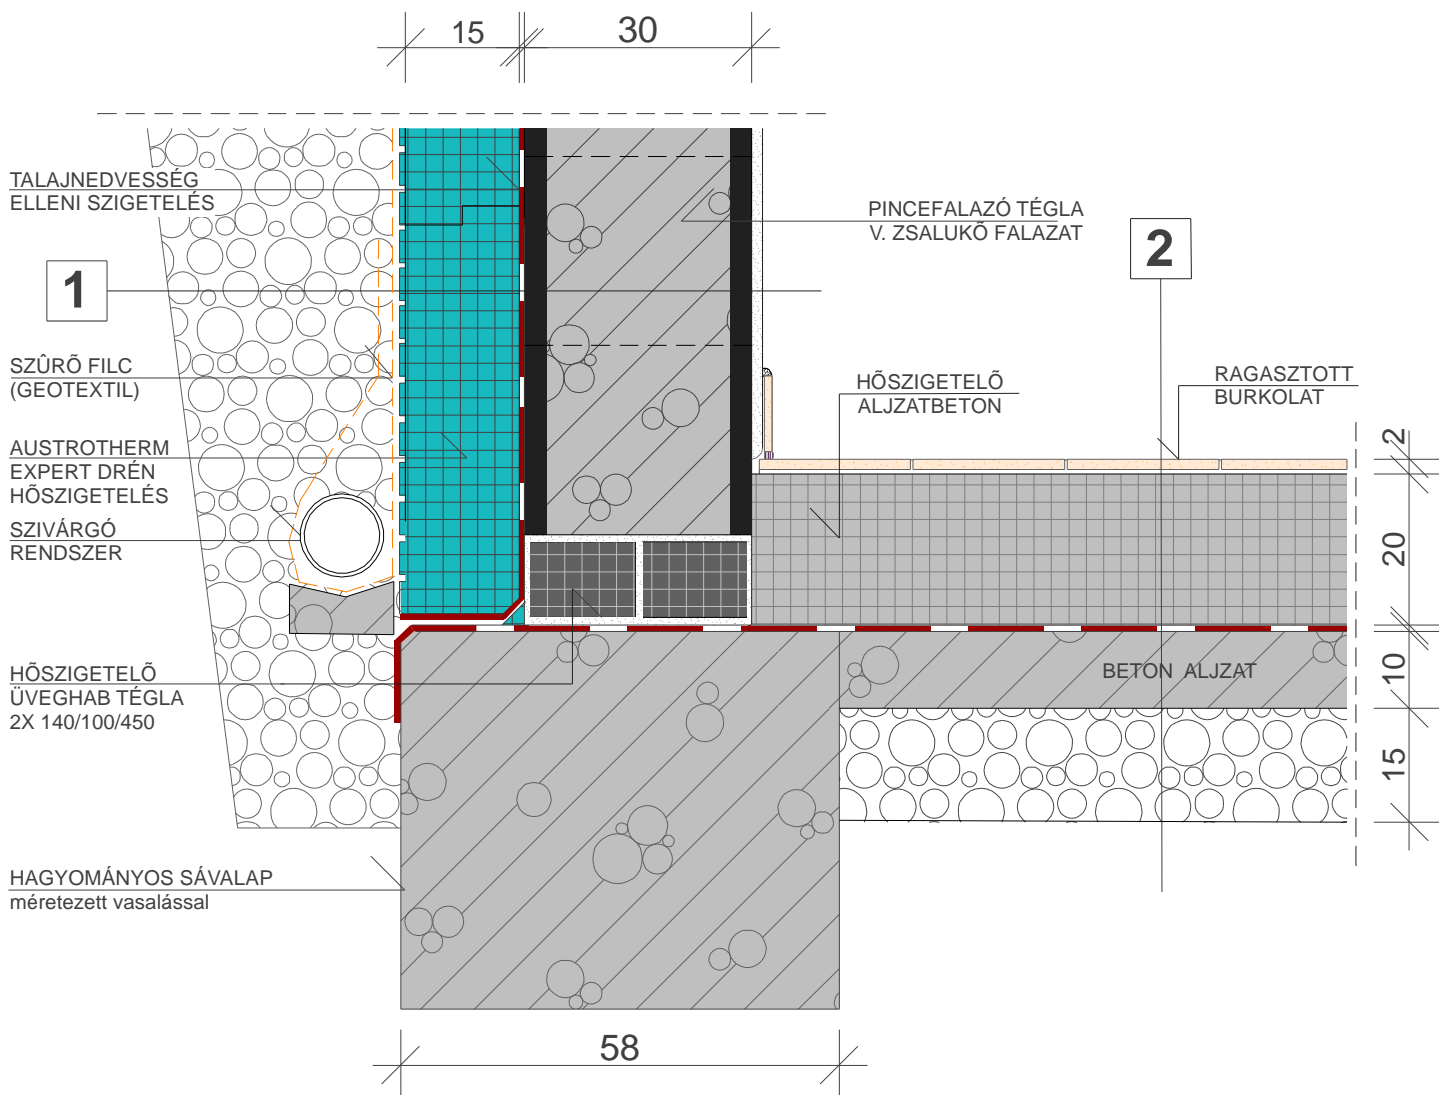 15
30
TALAJNEDVESSÉG
ELLENI SZIGETELÉS
PINCEFALAZÓ TÉGLA
V. ZSALUKÕ FALAZAT
1
2
SZÛRÕ FILC
(GEOTEXTIL)
HÕSZIGETELÕ
ALJZATBETON
RAGASZTOTT
BURKOLAT
AUSTROTHERM
EXPERT DRÉN
HÕSZIGETELÉS
SZIVÁRGÓ
RENDSZER
2
20
10
15
BETON ALJZAT
HÕSZIGETELÕ
ÜVEGHAB TÉGLA
2X 140/100/450
HAGYOMÁNYOS SÁVALAP
méretezett vasalással
58